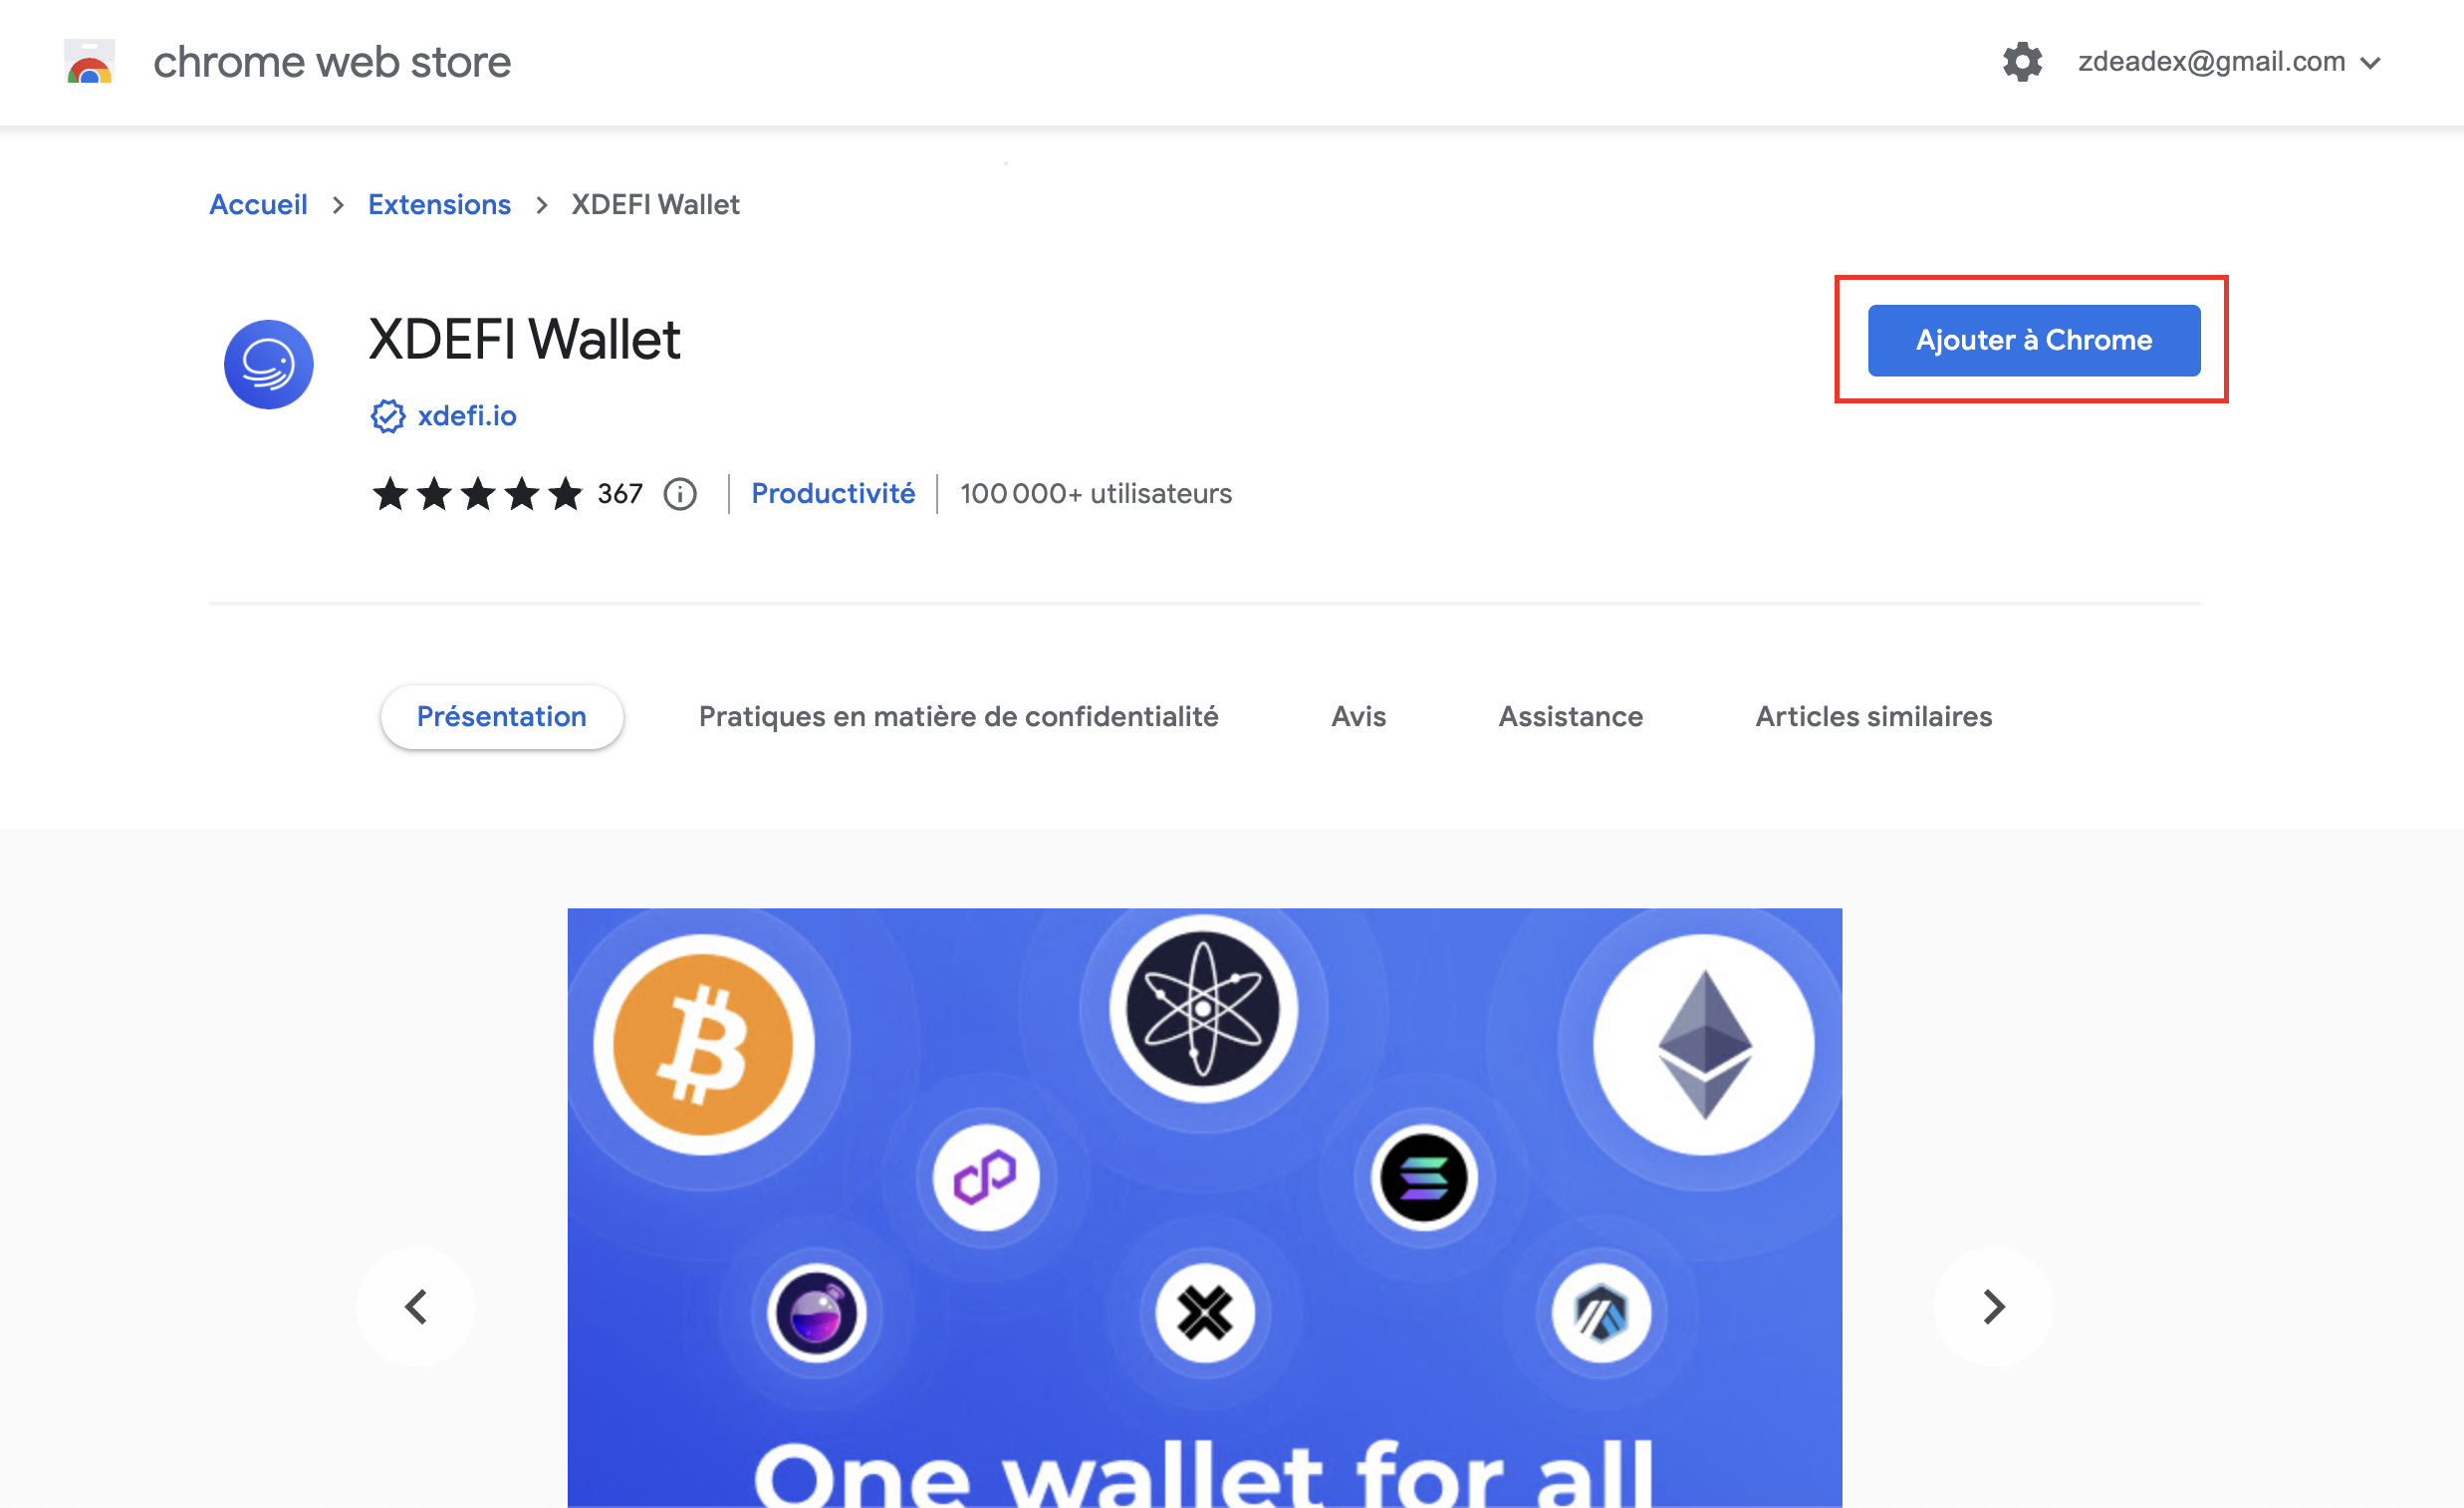 chrome web store
zdeadex@gmail.com
Accueil > Extensions > XDEFI Wallet
XDEFI Wallet
Ajouter à Chrome
xdefi.io
367 | Productivité | 100 000+ utilisateurs
Présentation
Pratiques en matière de confidentialité
Avis
Assistance
Articles similaires
One wallet for all